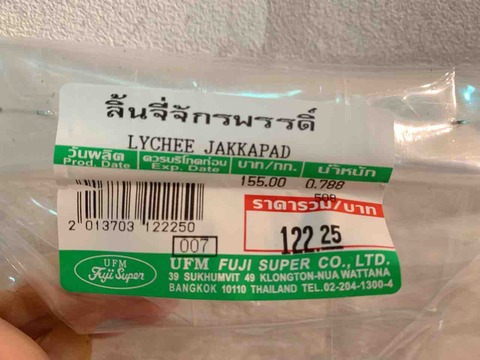 ลิ้นจี่จักรพรรดิ์
LYCHEE JAKKAPAD
วันผลิต ควรบริโภคก่อน บาท/กก. น้ำหนัก
Prod. Date Exp. Date
155.00 0.788
ราคารวม/บาท
2 013703 122250
007
122.25
UFM
Fuji Super
UFM FUJI SUPER CO., LTD.
39 SUKHUMVIT 49 KLONGTON-NUA WATTANA
BANGKOK 10110 THAILAND TEL.02-204-1300-4